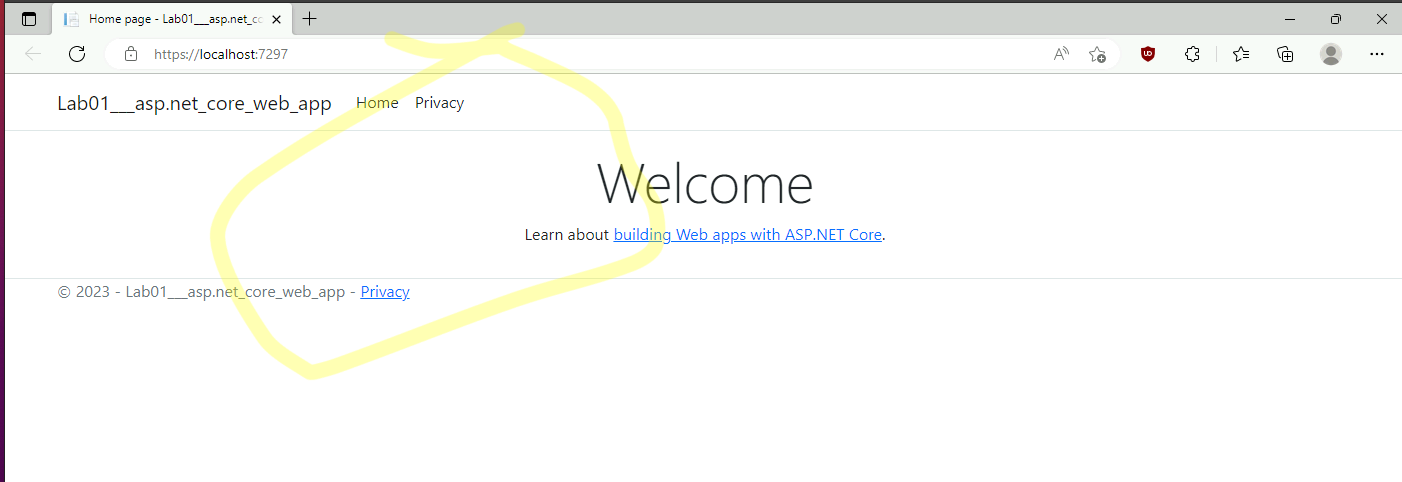 Home page - Lab01___asp.net_co
https://localhost:7297
Lab01___asp.net_core_web_app Home Privacy
Welcome
Learn about building Web apps with ASP.NET Core.
© 2023 - Lab01___asp.net_core_web_app - Privacy